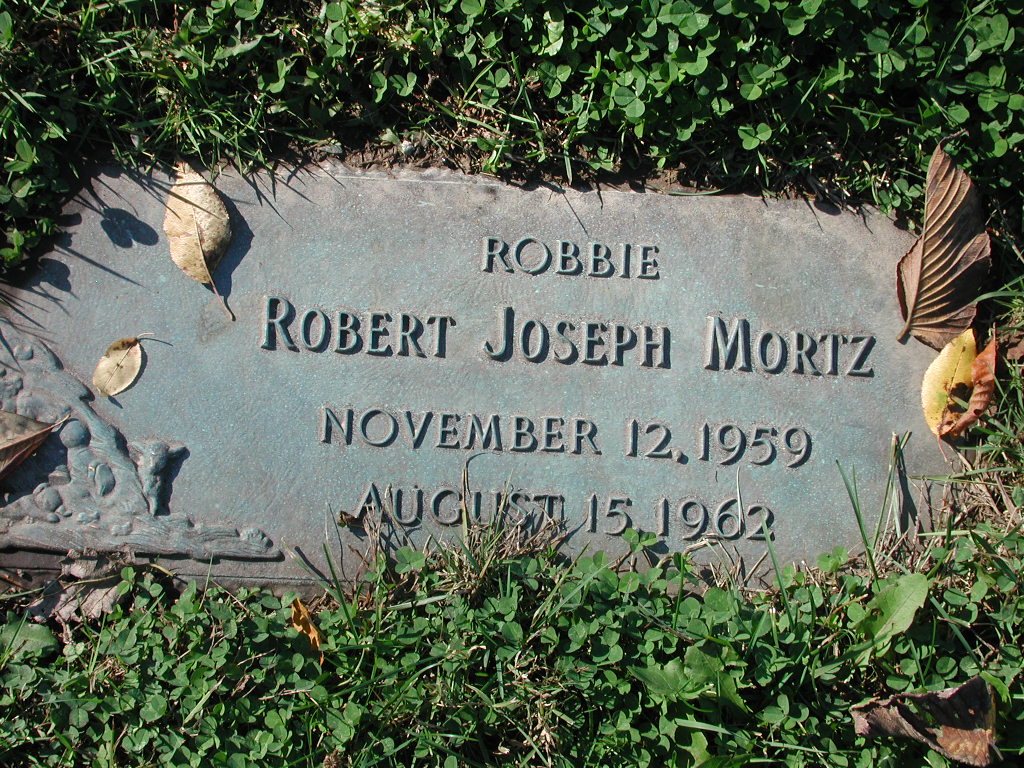 ROBBIE
ROBERT JOSEPH MORTZ
NOVEMBER 12, 1959
AUGUST 15, 1962